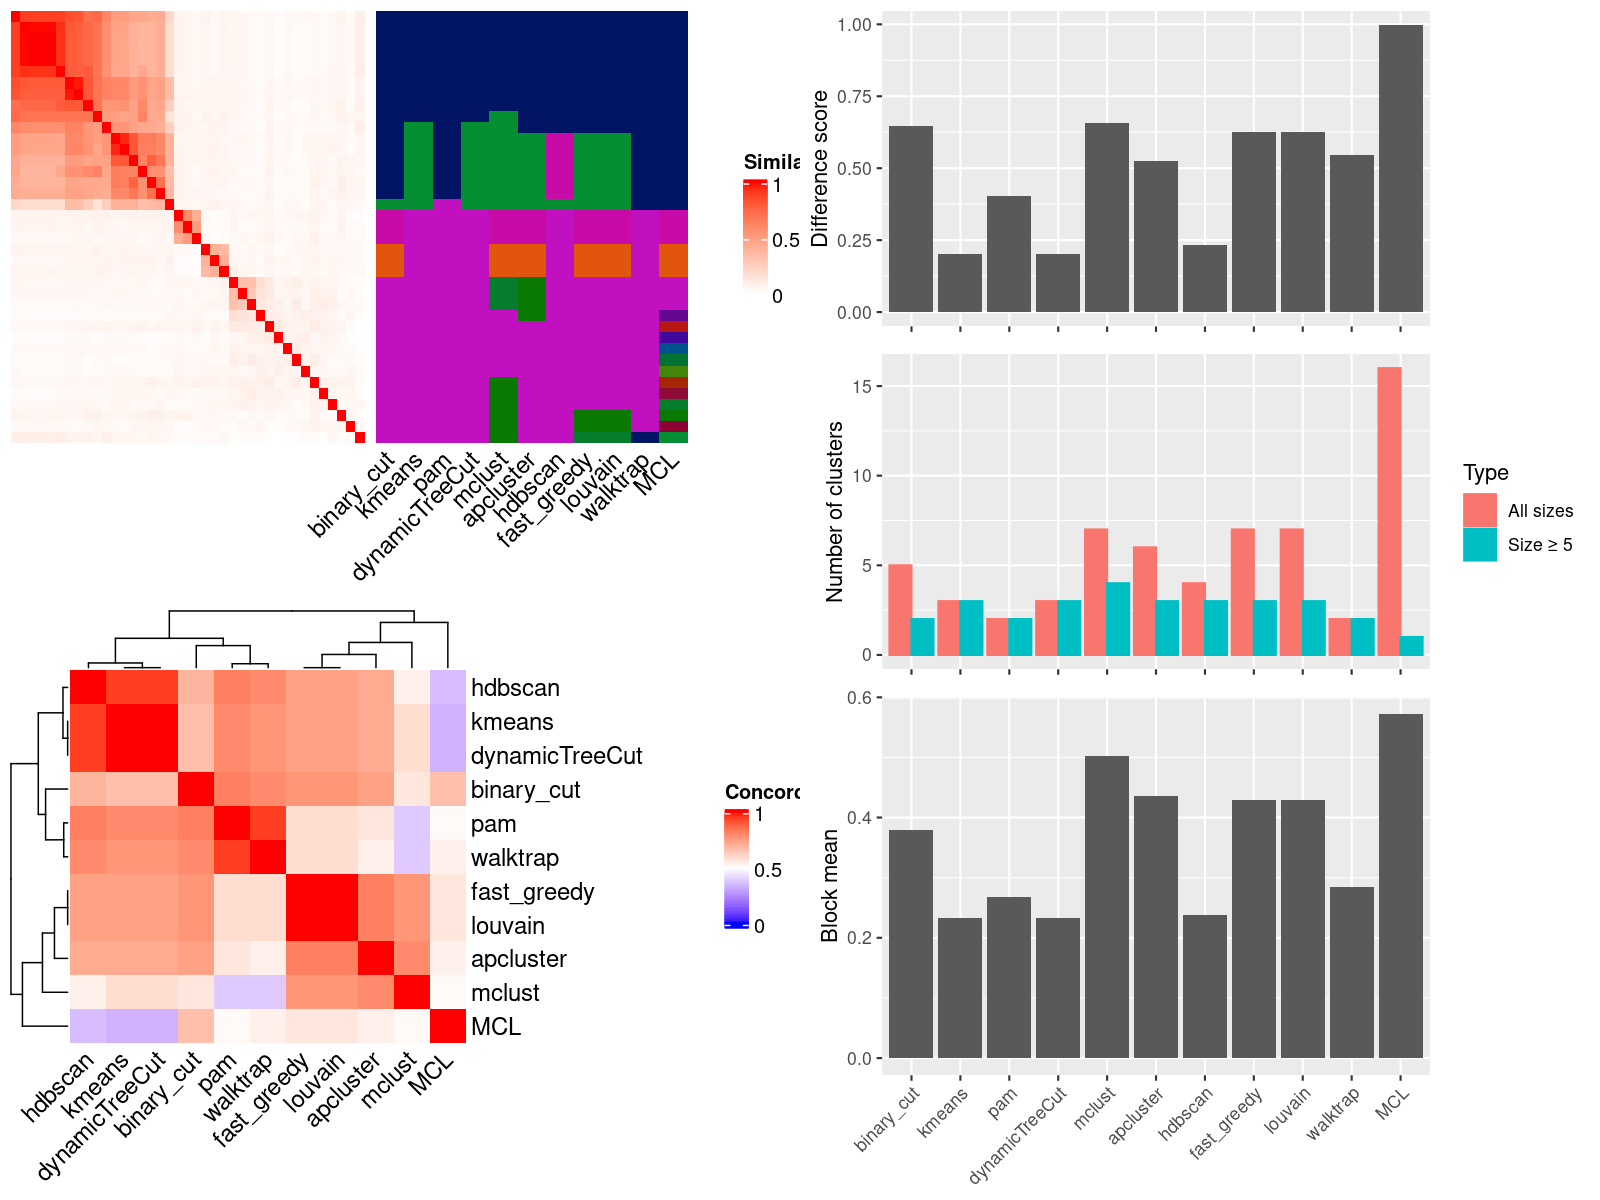 Simila
1
0.5
0
binary_cut
kmeans
pam
dynamicTreeCut
mclust
apcluster
hdbscan
fast_greedy
louvain
walktrap
MCL
Difference score
1.00
0.75
0.50
0.25
0.00
Number of clusters
15
10
5
0
Type
All sizes
Size ≥ 5
Block mean
0.6
0.4
0.2
0.0
binary_cut
kmeans
pam
dynamicTreeCut
mclust
apcluster
hdbscan
fast_greedy
louvain
walktrap
MCL
hdbscan
kmeans
dynamicTreeCut
binary_cut
pam
walktrap
fast_greedy
louvain
apcluster
mclust
MCL
hdbscan
kmeans
dynamicTreeCut
binary_cut
pam
walktrap
fast_greedy
louvain
apcluster
mclust
MCL
Concord
1
0.5
0